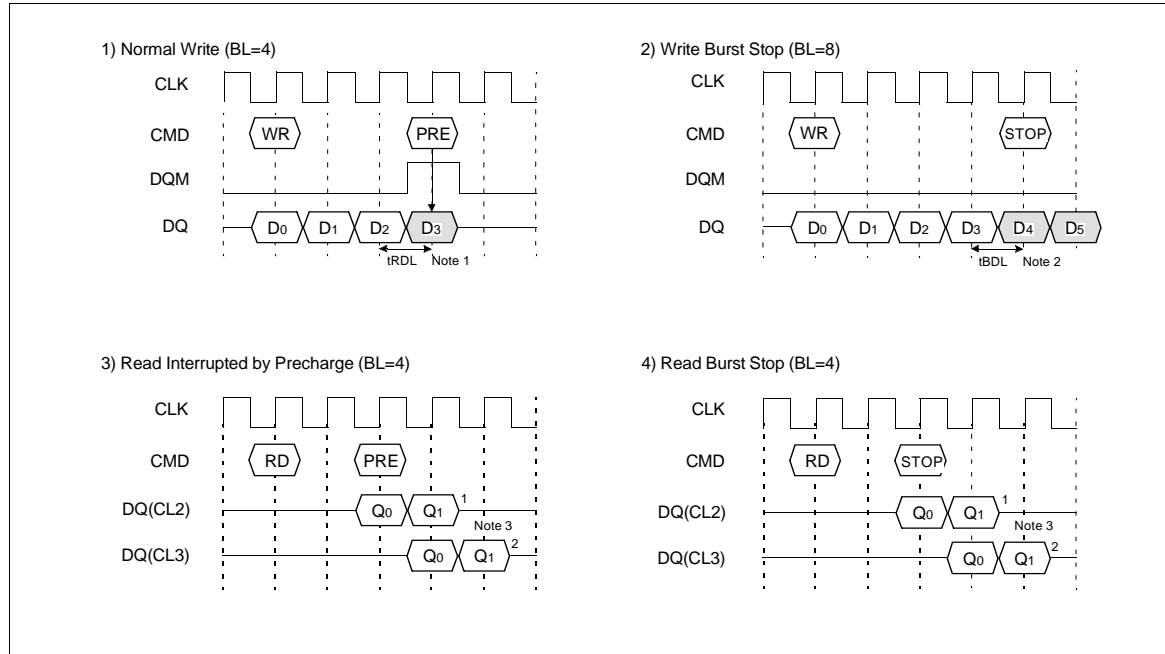 1) Normal Write (BL=4)
CLK
CMD
WR
PRE
DQM
DQ
D0
D1
D2
D3
tRDL
Note 1
2) Write Burst Stop (BL=8)
CLK
CMD
WR
STOP
DQM
DQ
D0
D1
D2
D3
D4
D5
tBDL
Note 2
3) Read Interrupted by Precharge (BL=4)
CLK
CMD
RD
PRE
DQ(CL2)
Q0
Q1
1
Note 3
DQ(CL3)
Q0
Q1
2
4) Read Burst Stop (BL=4)
CLK
CMD
RD
STOP
DQ(CL2)
Q0
Q1
1
Note 3
DQ(CL3)
Q0
Q1
2